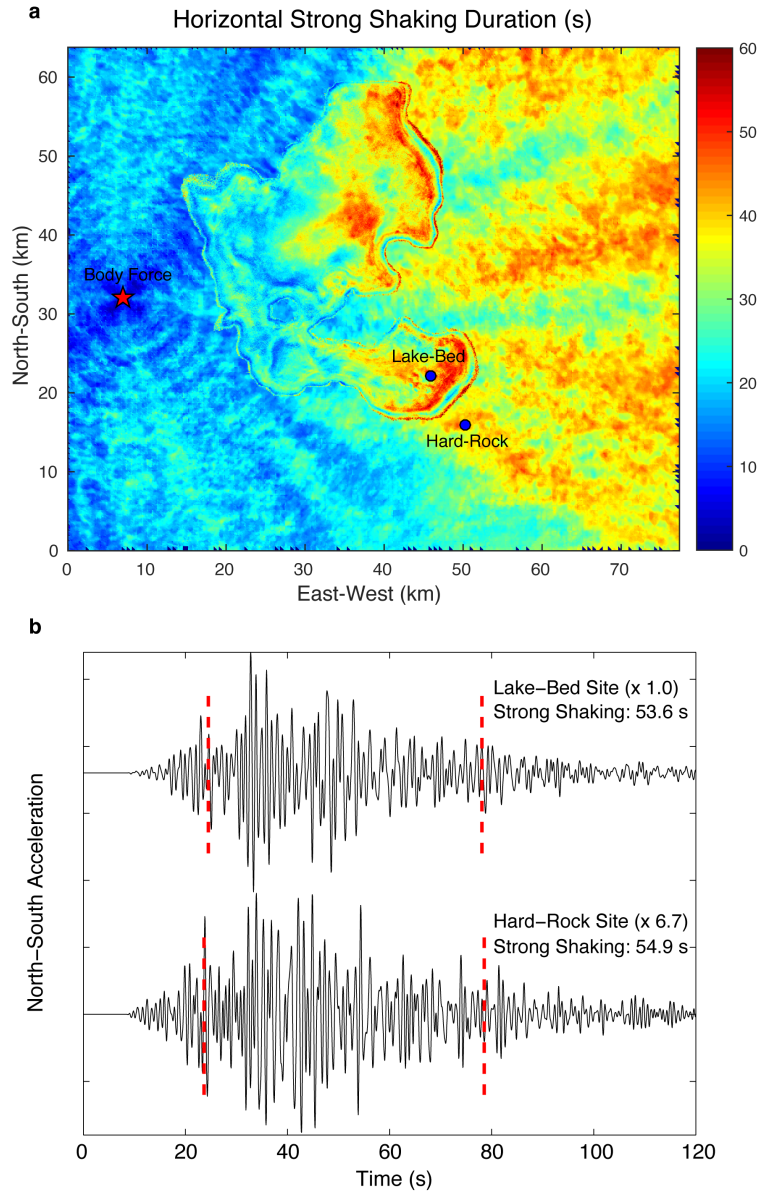 a
Horizontal Strong Shaking Duration (s)
60
50
40
30
20
10
0
North-South (km)
Body Force
Lake-Bed
Hard-Rock
60
50
40
30
20
10
0
0 10 20 30 40 50 60 70
East-West (km)
b
Lake–Bed Site (x 1.0)
Strong Shaking: 53.6 s
North–South Acceleration
Hard–Rock Site (x 6.7)
Strong Shaking: 54.9 s
0 20 40 60 80 100 120
Time (s)